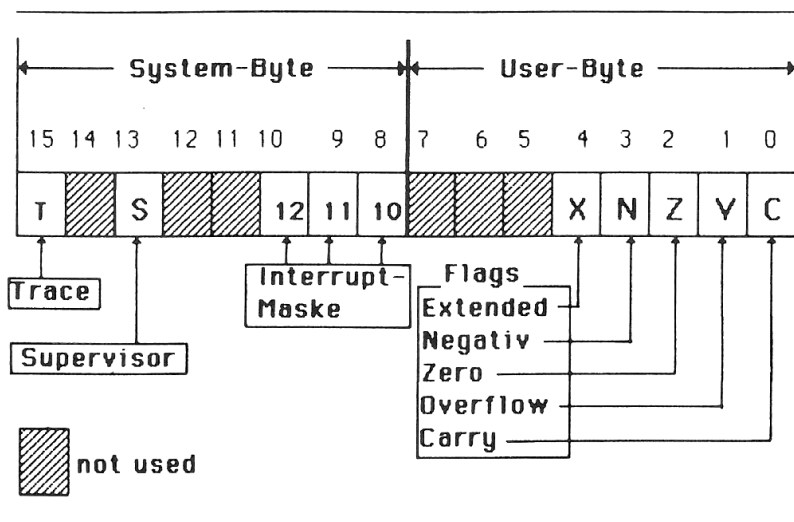 System-Byte User-Byte
15 14 13 12 11 10 9 8 7 6 5 4 3 2 1 0
T S 12 11 10 X N Z V C
Trace
Supervisor
Interrupt-
Maske
Flags
Extended
Negativ
Zero
Overflow
Carry
not used